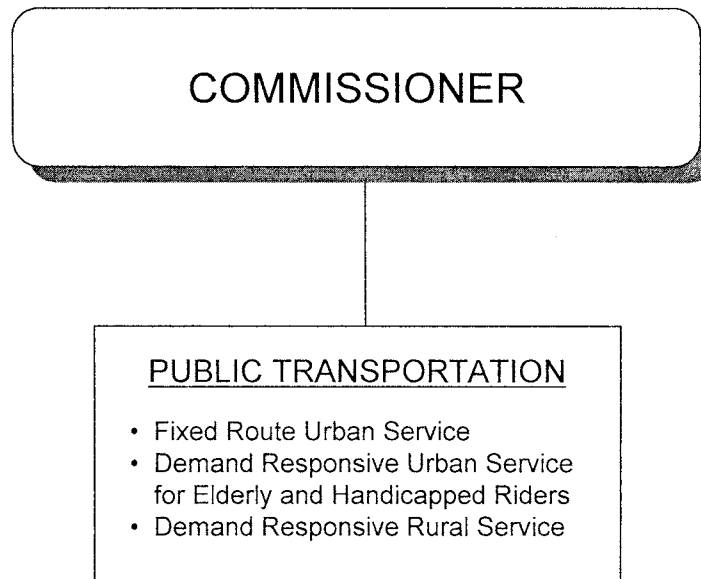 COMMISSIONER
PUBLIC TRANSPORTATION
• Fixed Route Urban Service
• Demand Responsive Urban Service
for Elderly and Handicapped Riders
• Demand Responsive Rural Service